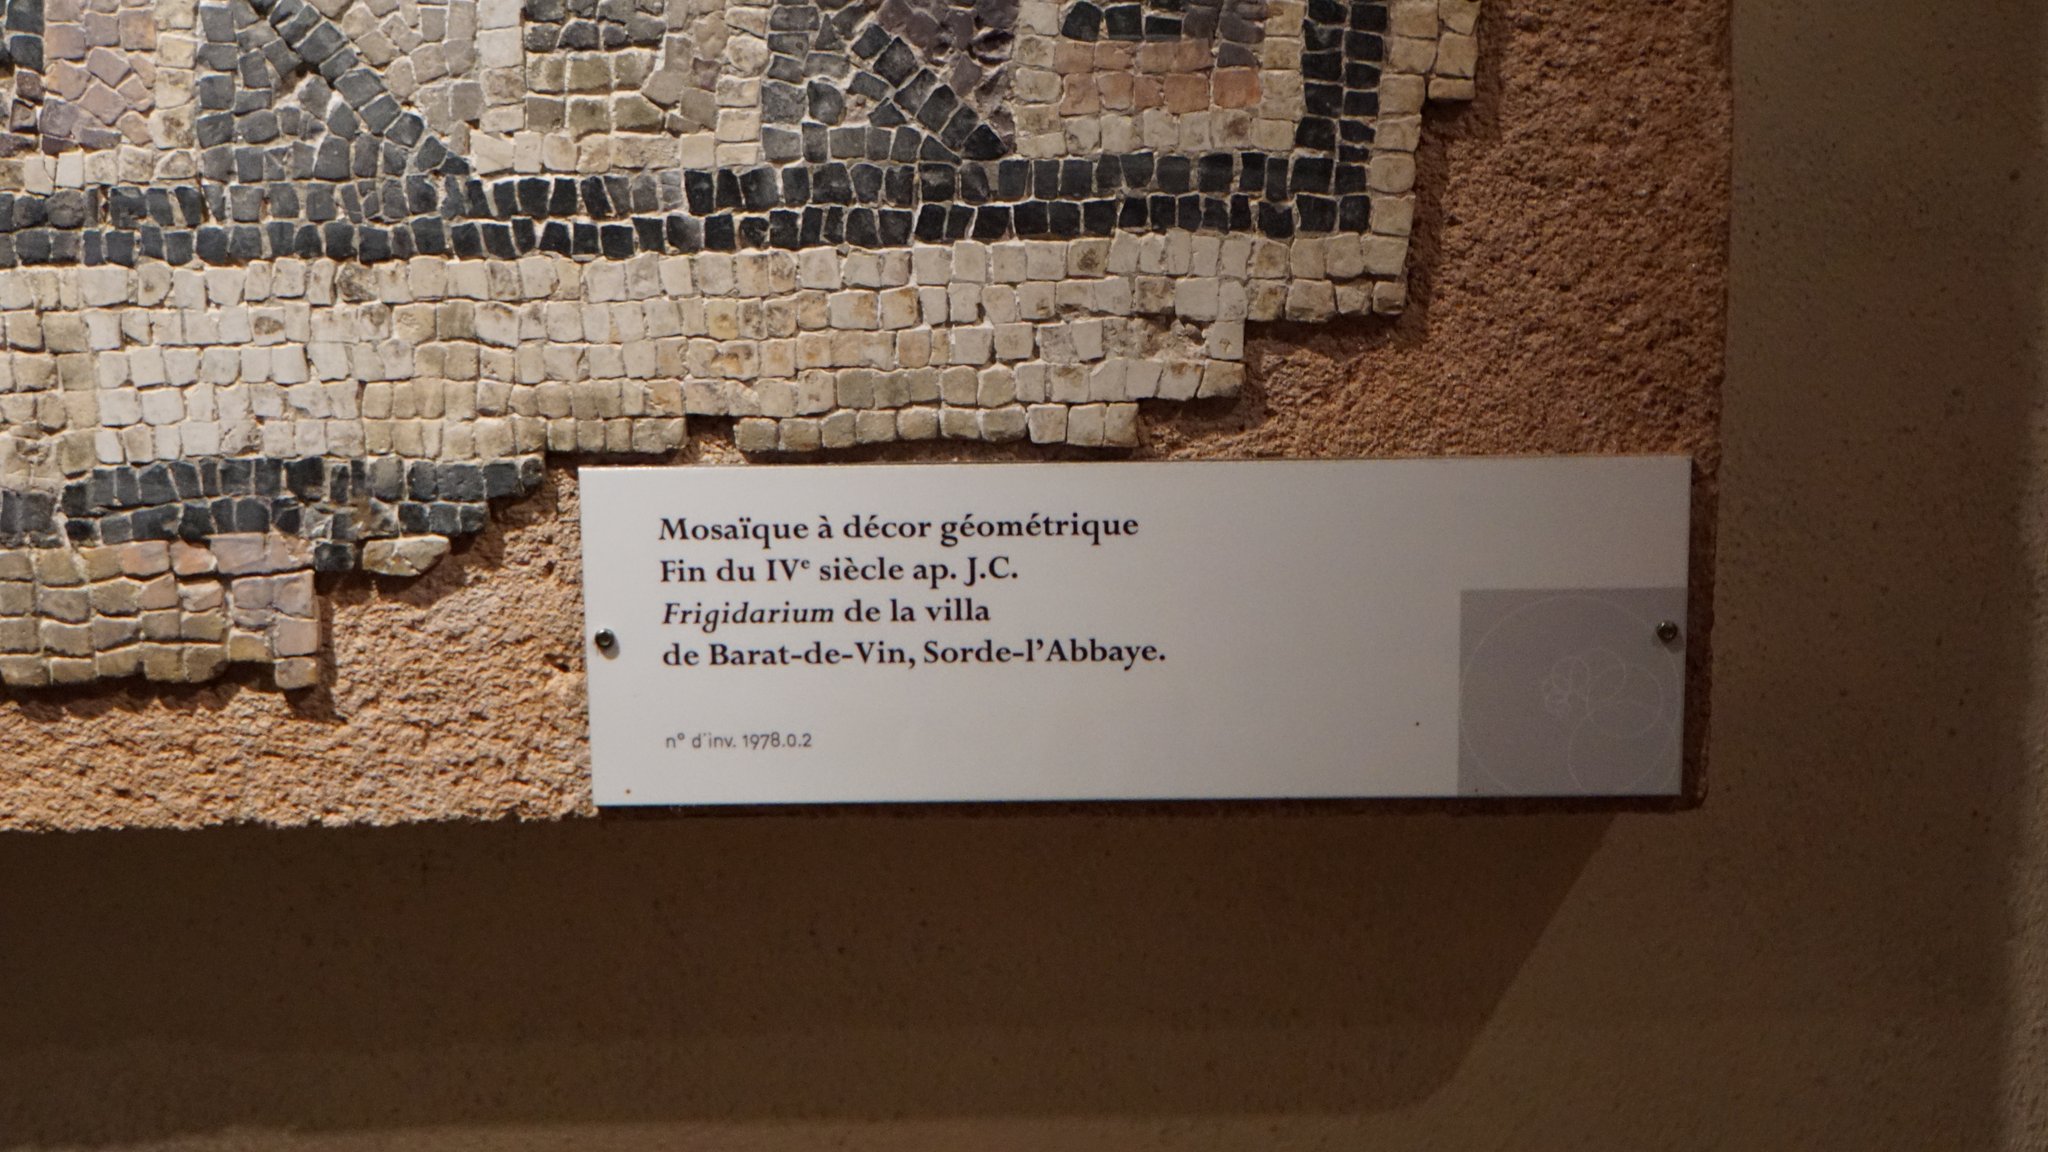 Mosaïque à décor géométrique
Fin du IVᵉ siècle ap. J.C.
Frigidarium de la villa
de Barat-de-Vin, Sorde-l’Abbaye.
n° d'inv. 1978.0.2